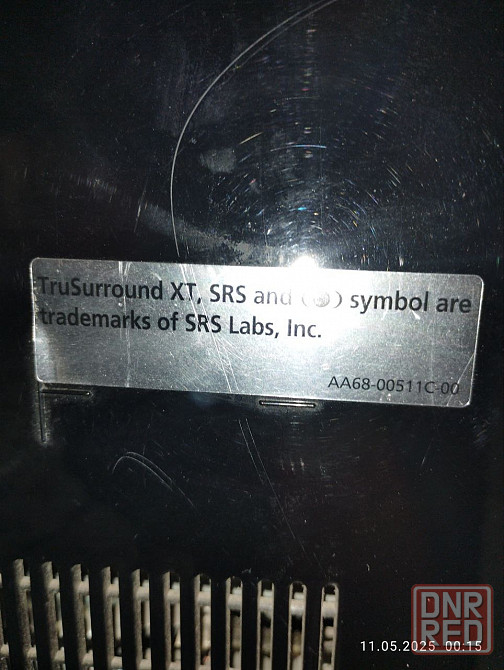 TruSurround XT, SRS and (●) symbol are
trademarks of SRS Labs, Inc.
AA68-00511C-00
DNR
RED
11.05.2025 00:15